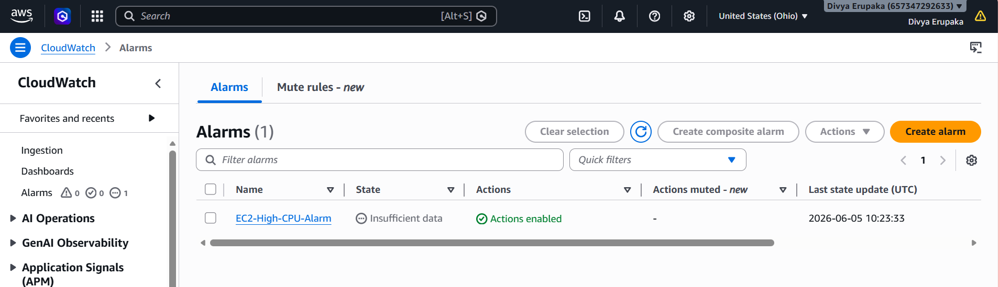 aws
Search
[Alt+S]
United States (Ohio)
Divya Erupaka (657347292633)
Divya Erupaka
CloudWatch
Alarms
CloudWatch
Favorites and recents
Ingestion
Dashboards
Alarms 0 0 1
AI Operations
GenAI Observability
Application Signals
(APM)
Alarms
Mute rules - new
Alarms (1)
Clear selection
Create composite alarm
Actions
Create alarm
Filter alarms
Quick filters
1
Name State Actions Actions muted - new Last state update (UTC)
EC2-High-CPU-Alarm Insufficient data Actions enabled - 2026-06-05 10:23:33